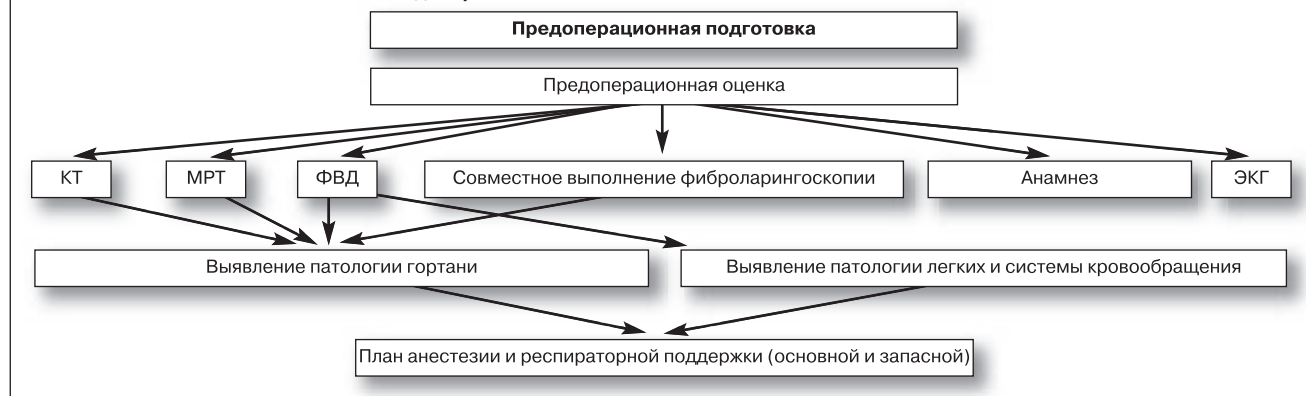 Предоперационная подготовка
Предоперационная оценка
КТ
МРТ
ФВД
Совместное выполнение фиброларингоскопии
Анамнез
ЭКГ
Выявление патологии гортани
Выявление патологии легких и системы кровообращения
План анестезии и респираторной поддержки (основной и запасной)